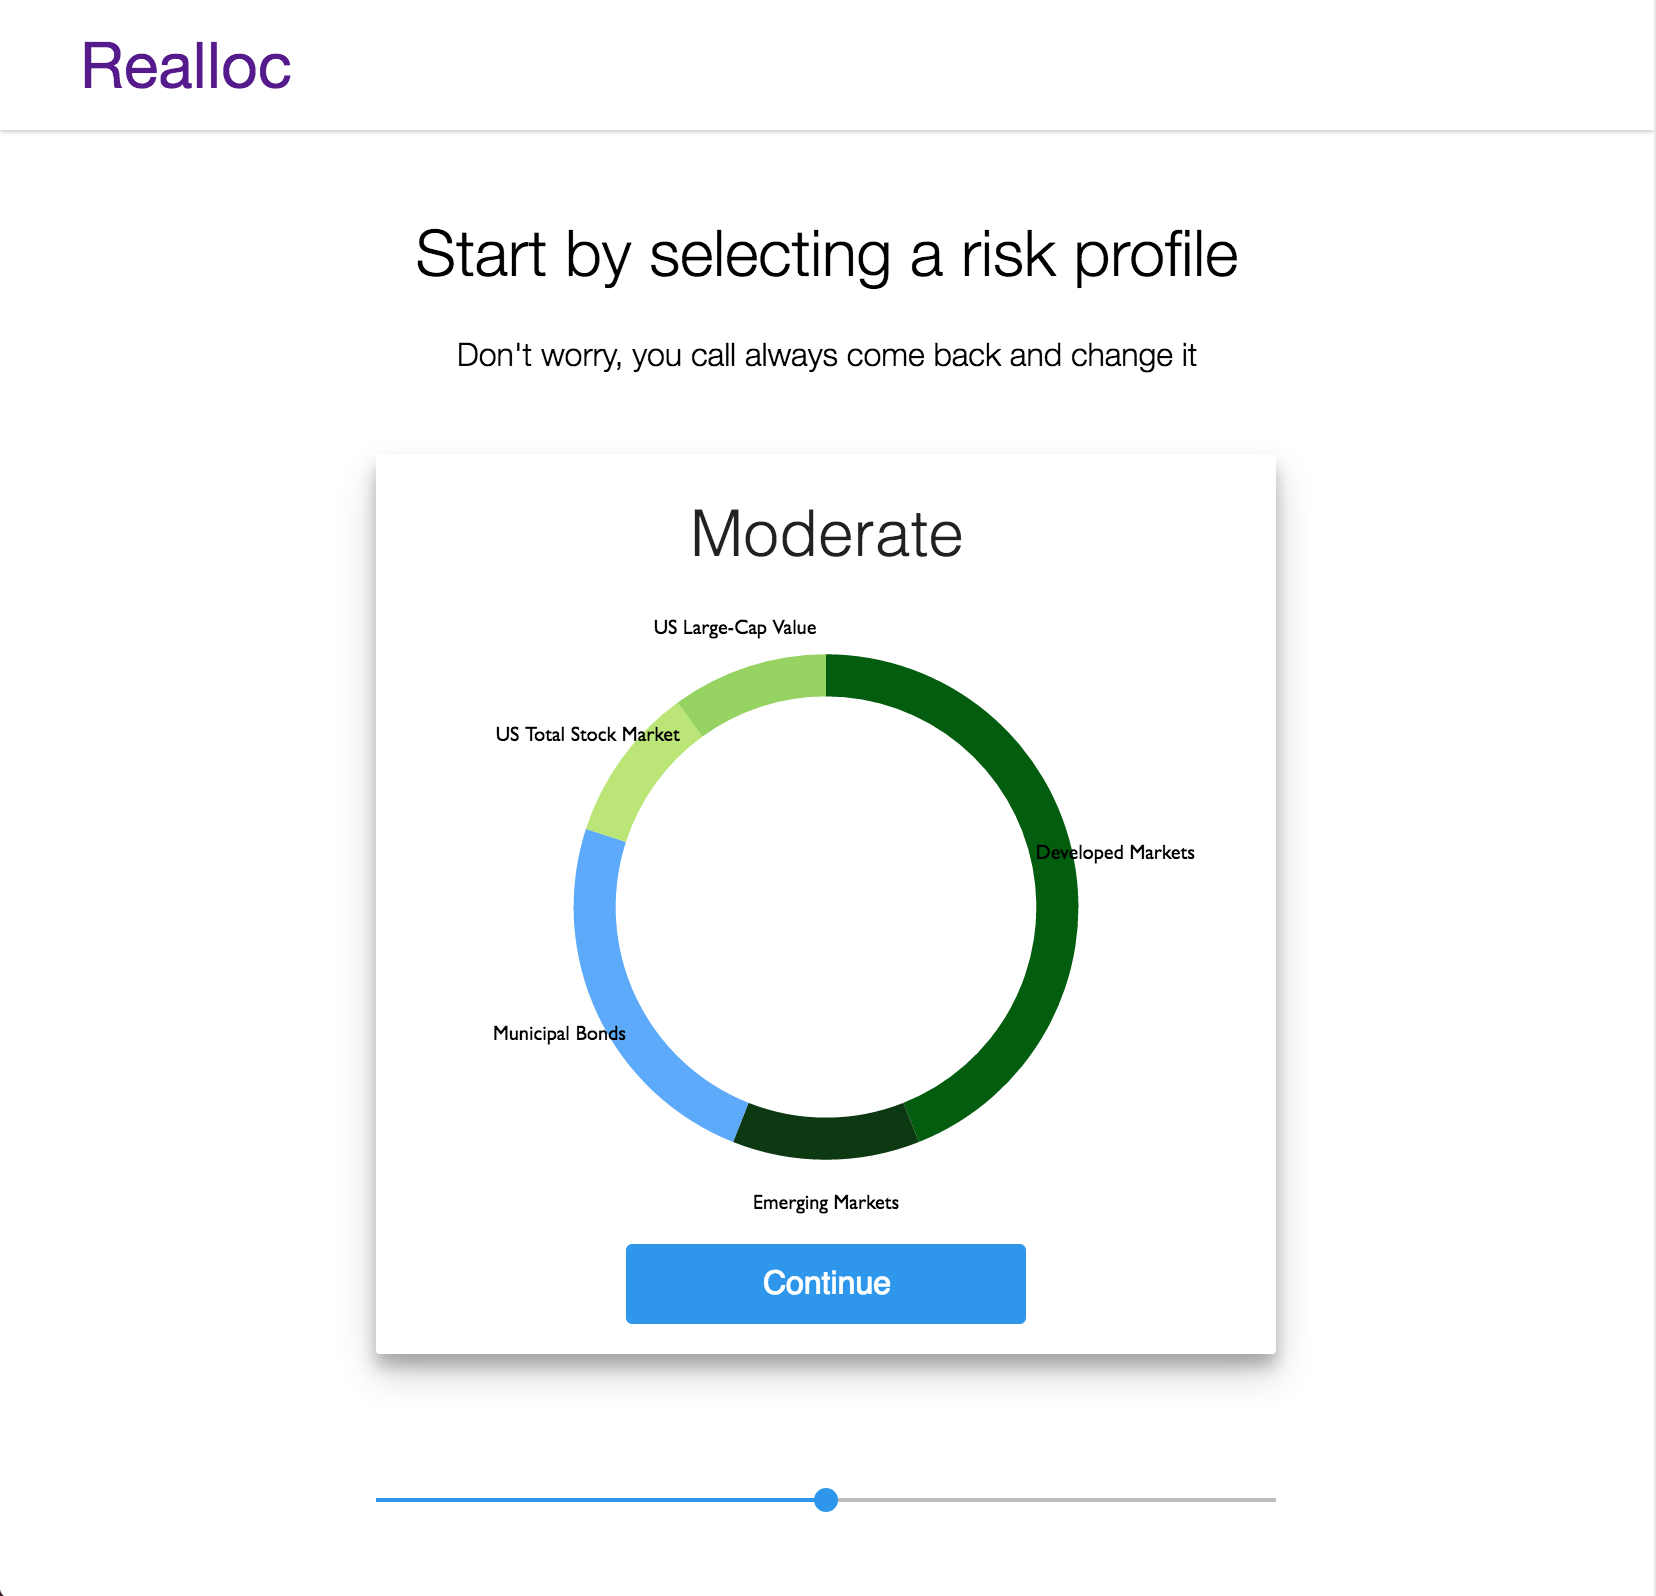 Realloc
Start by selecting a risk profile
Don't worry, you call always come back and change it
Moderate
US Large-Cap Value
US Total Stock Market
Developed Markets
Municipal Bonds
Emerging Markets
Continue